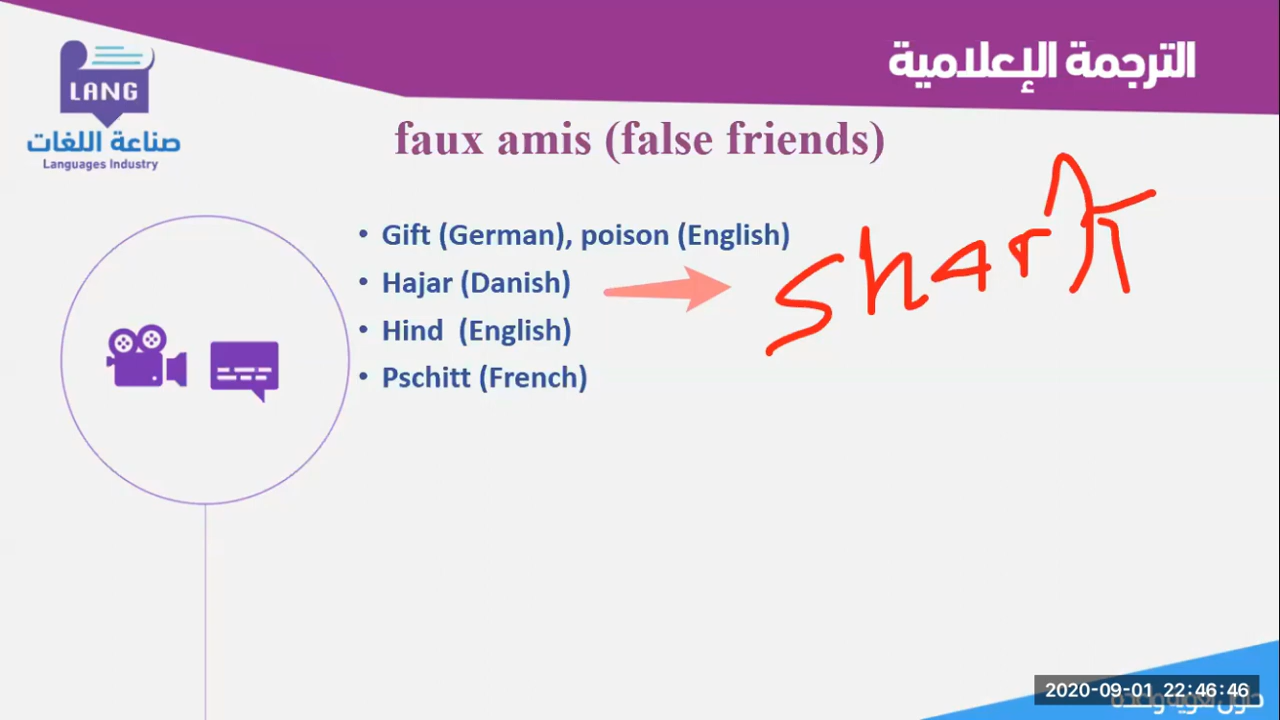 الترجمة الإعلامية
LANG
صناعة اللغات
Languages Industry
faux amis (false friends)
• Gift (German), poison (English)
• Hajar (Danish)
shark
• Hind (English)
• Pschitt (French)
2020-09-01 22:46:46